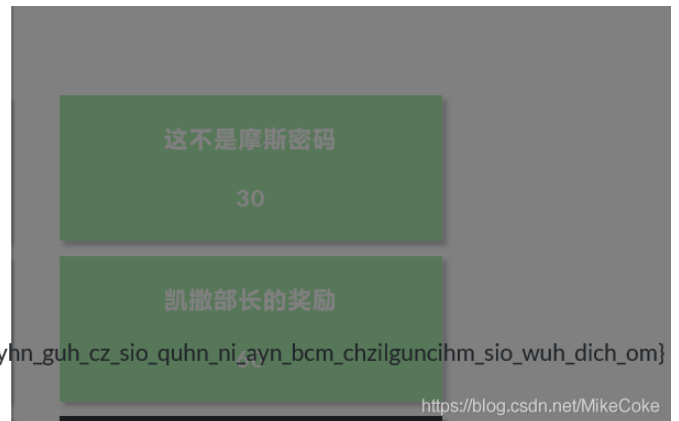 这不是摩斯密码
30
凯撒部长的奖励
yhn_guh_cz_sio_quhn_ni_ayn_bcm_chzilguncihm_sio_wuh_dich_om}
https://blog.csdn.net/MikeCoke